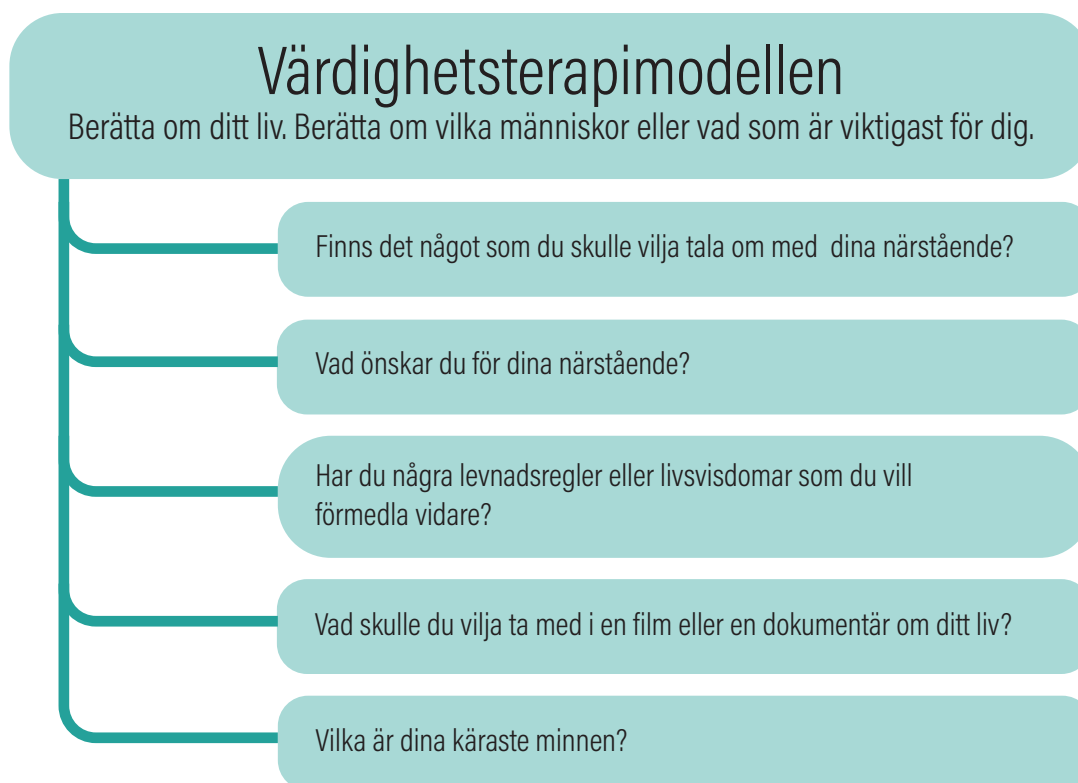 Värdighetsterapimodellen
Berätta om ditt liv. Berätta om vilka människor eller vad som är viktigast för dig.
Finns det något som du skulle vilja tala om med dina närstående?
Vad önskar du för dina närstående?
Har du några levnadsregler eller livsvisdomar som du vill
förmedla vidare?
Vad skulle du vilja ta med i en film eller en dokumentär om ditt liv?
Vilka är dina käraste minnen?